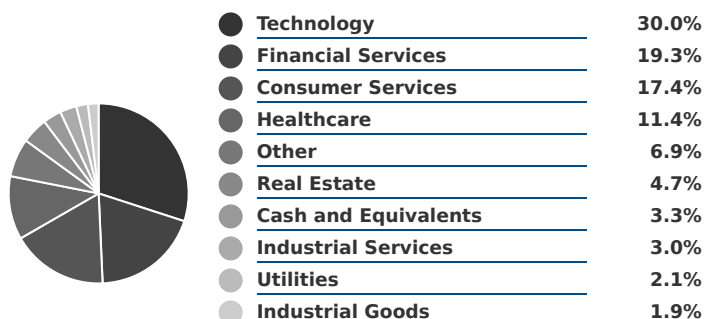 Technology 30.0%
Financial Services 19.3%
Consumer Services 17.4%
Healthcare 11.4%
Other 6.9%
Real Estate 4.7%
Cash and Equivalents 3.3%
Industrial Services 3.0%
Utilities 2.1%
Industrial Goods 1.9%